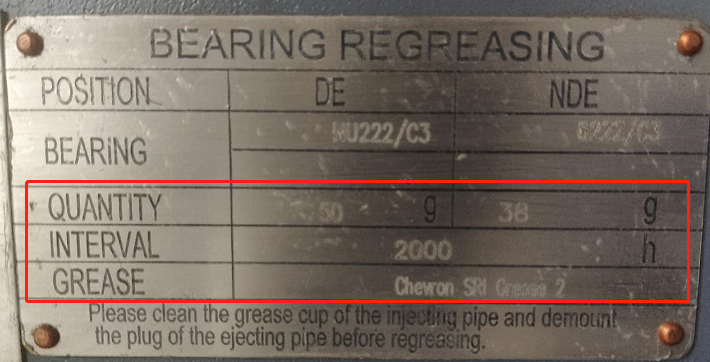 BEARING REGREASING
POSITION DE NDE
NU222/C3 6222/C3
BEARING
QUANTITY 50 g 38 g
INTERVAL 2000 h
GREASE Chevron SRI Grease 2
Please clean the grease cup of the injecting pipe and demount
the plug of the ejecting pipe before regreasing.